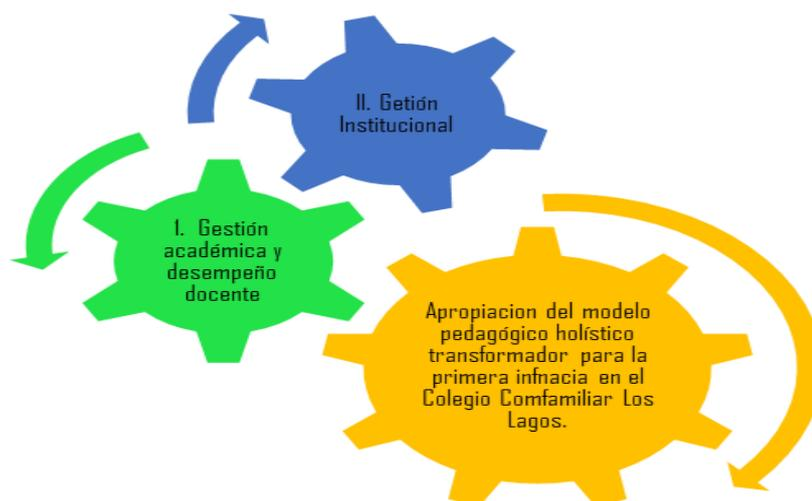 II. Getión
Institucional
I. Gestión
académica y
desempeño
docente
Apropiacion del modelo
pedagógico holístico
transformador para la
primera infnacia en el
Colegio Comfamiliar Los
Lagos.